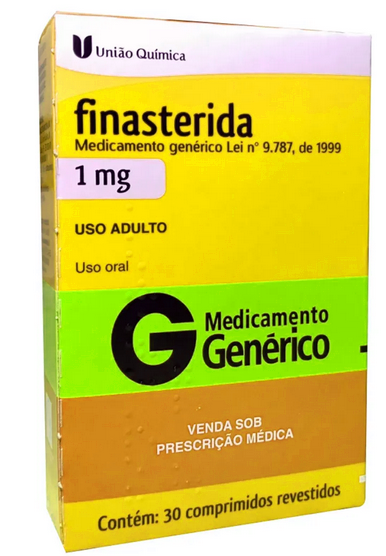 União Química
finasterida
Medicamento genérico Lei nº 9.787, de 1999
1 mg
USO ADULTO
Uso oral
G Medicamento
Genérico
VENDA SOB
PRESCRIÇÃO MÉDICA
Contém: 30 comprimidos revestidos